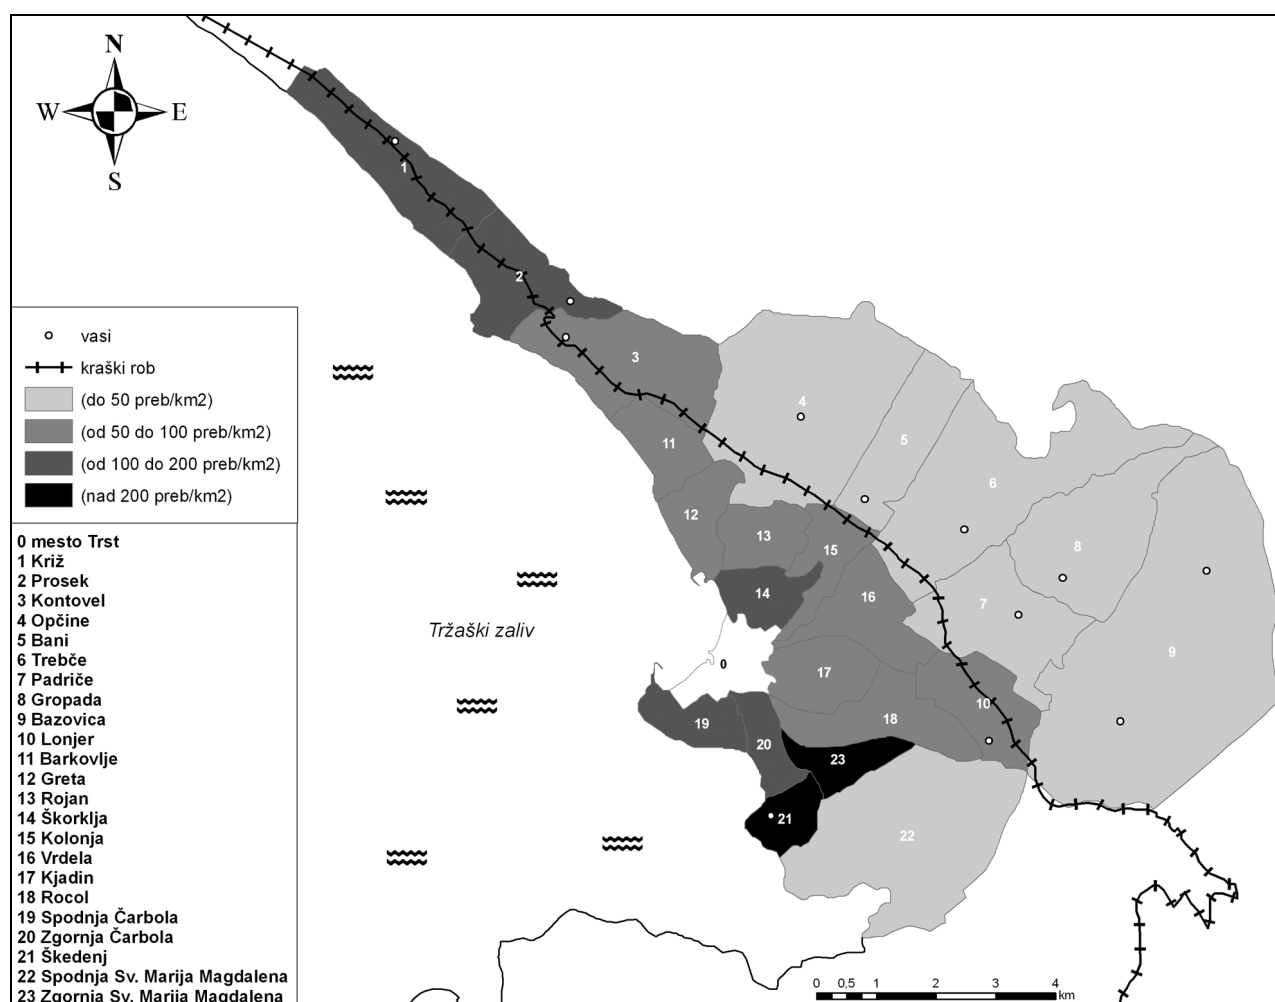 N
W E
S
1
2
3
4
5
6
7
8
9
10
11
12
13
14
15
16
17
18
19
20
21
22
23
0
Tržaški zaliv
vasi
kraški rob
(do 50 preb/km2)
(od 50 do 100 preb/km2)
(od 100 do 200 preb/km2)
(nad 200 preb/km2)
0 mesto Trst
1 Križ
2 Prosek
3 Kontovel
4 Opčine
5 Bani
6 Trebče
7 Padriče
8 Gropada
9 Bazovica
10 Lonjer
11 Barkovlje
12 Greta
13 Rojan
14 Škorklja
15 Kolonja
16 Vrdela
17 Kjadin
18 Rocol
19 Spodnja Čarbola
20 Zgornja Čarbola
21 Škedenj
22 Spodnja Sv. Marija Magdalena
23 Zgornja Sv. Marija Magdalena
0 0,5 1 2 3 4
km